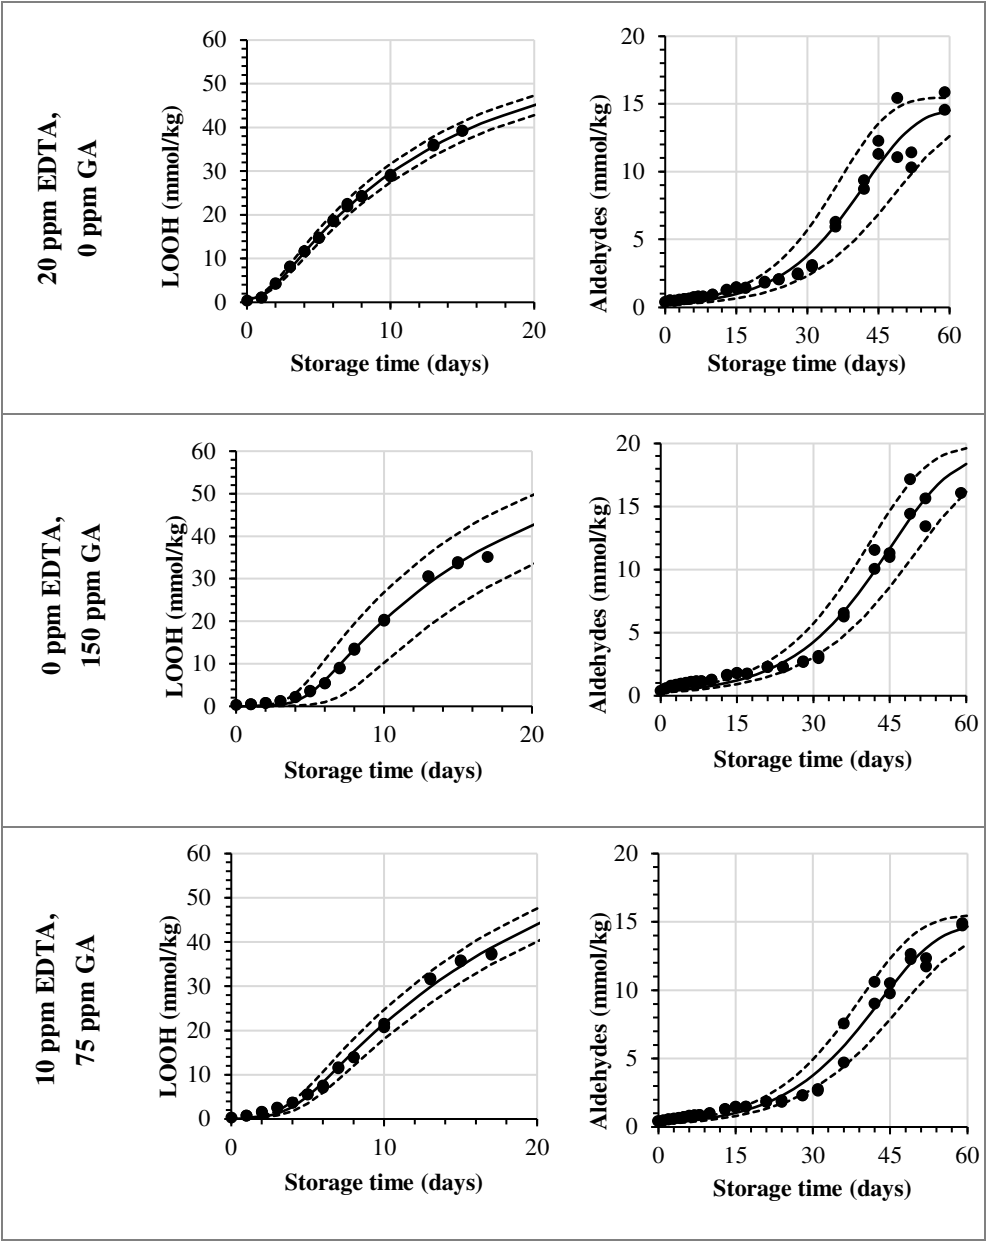 20 ppm EDTA,
0 ppm GA
LOOH (mmol/kg)
60
50
40
30
20
10
0
0 10 20
Storage time (days)
Aldehydes (mmol/kg)
20
15
10
5
0
0 15 30 45 60
Storage time (days)
0 ppm EDTA,
150 ppm GA
LOOH (mmol/kg)
60
50
40
30
20
10
0
0 10 20
Storage time (days)
Aldehydes (mmol/kg)
20
15
10
5
0
0 15 30 45 60
Storage time (days)
10 ppm EDTA,
75 ppm GA
LOOH (mmol/kg)
60
50
40
30
20
10
0
0 10 20
Storage time (days)
Aldehydes (mmol/kg)
20
15
10
5
0
0 15 30 45 60
Storage time (days)